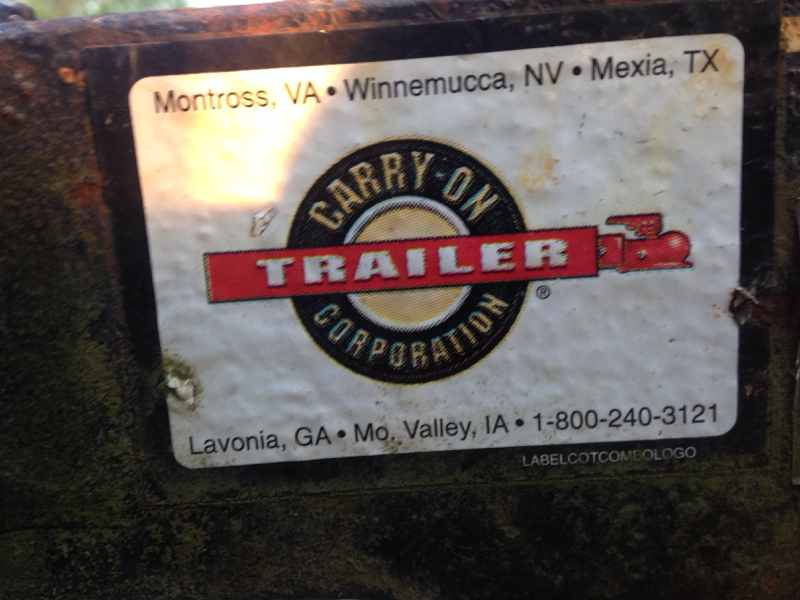 Montross, VA • Winnemucca, NV • Mexia, TX
CARRY-ON
TRAILER
®
CORPORATION
Lavonia, GA • Mo. Valley, IA • 1-800-240-3121
LABELCOTCOMBOLOGO